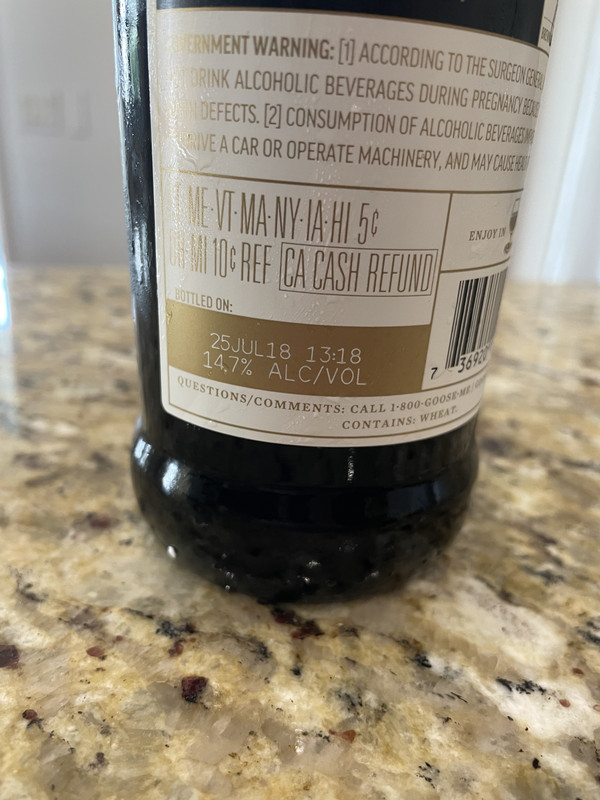 GOVERNMENT WARNING: [1] ACCORDING TO THE SURGEON GENERAL
DRINK ALCOHOLIC BEVERAGES DURING PREGNANCY
DEFECTS. [2] CONSUMPTION OF ALCOHOLIC BEVERAGES
A CAR OR OPERATE MACHINERY, AND MAY CAUSE
ME·VT·MA·NY·IA·HI 5¢
MI 10¢ REF CA CASH REFUND
ENJOY IN
BOTTLED ON:
25JUL18 13:18
14,7% ALC/VOL
7 36920
QUESTIONS/COMMENTS: CALL 1·800-GOOSE-ME
CONTAINS: WHEAT.